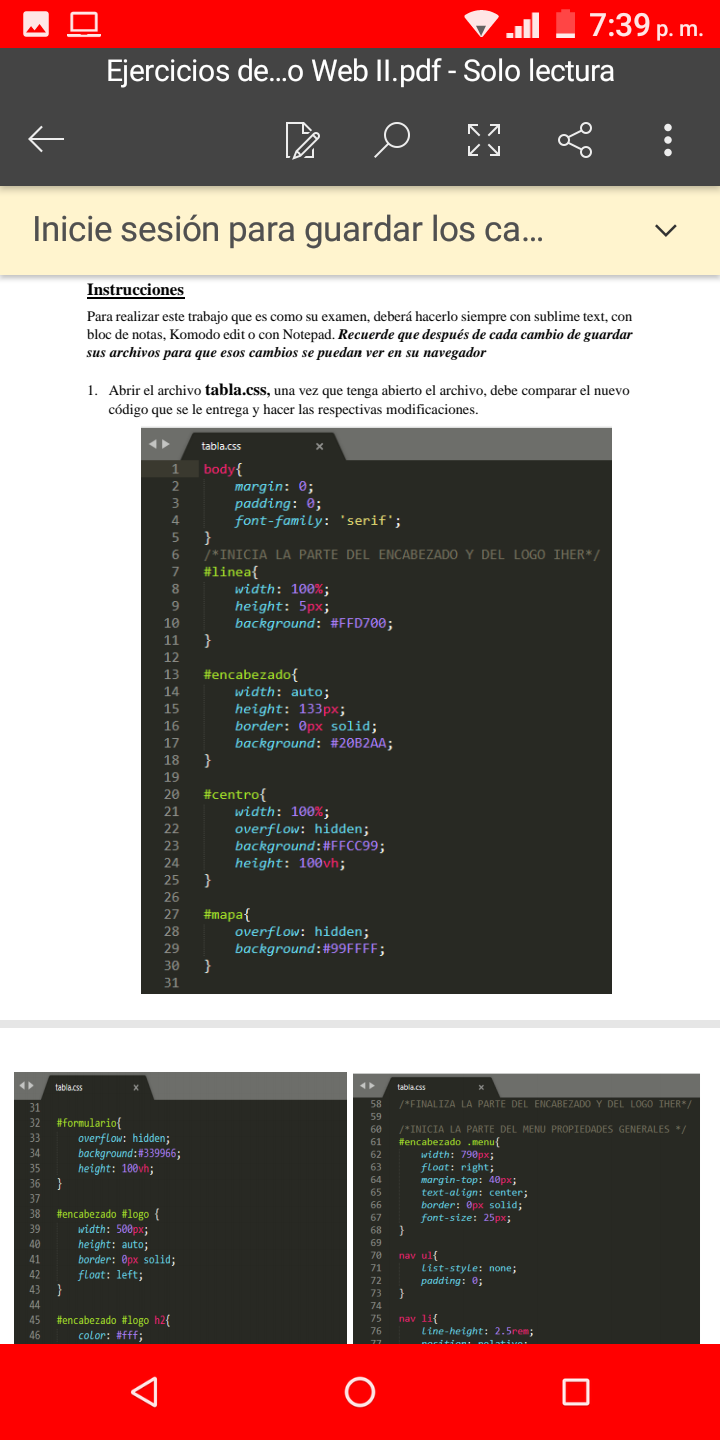 7:39 p. m.
Ejercicios de...o Web II.pdf - Solo lectura
Inicie sesión para guardar los ca...
Instrucciones
Para realizar este trabajo que es como su examen, deberá hacerlo siempre con sublime text, con
bloc de notas, Komodo edit o con Notepad. Recuerde que después de cada cambio de guardar
sus archivos para que esos cambios se puedan ver en su navegador
1. Abrir el archivo tabla.css, una vez que tenga abierto el archivo, debe comparar el nuevo
código que se le entrega y hacer las respectivas modificaciones.
tabla.css x
1 body{
2 margin: 0;
3 padding: 0;
4 font-family: 'serif';
5 }
6 /*INICIA LA PARTE DEL ENCABEZADO Y DEL LOGO IHER*/
7 #linea{
8 width: 100%;
9 height: 5px;
10 background: #FFD700;
11 }
12
13 #encabezado{
14 width: auto;
15 height: 133px;
16 border: 0px solid;
17 background: #20B2AA;
18 }
19
20 #centro{
21 width: 100%;
22 overflow: hidden;
23 background:#FFCC99;
24 height: 100vh;
25 }
26
27 #mapa{
28 overflow: hidden;
29 background:#99FFFF;
30 }
31
tabla.css x
31
32 #formulario{
33 overflow: hidden;
34 background:#339966;
35 height: 100vh;
36 }
37
38 #encabezado #logo {
39 width: 500px;
40 height: auto;
41 border: 0px solid;
42 float: left;
43 }
44
45 #encabezado #logo h2{
46 color: #fff;
tabla.css x
58 /*FINALIZA LA PARTE DEL ENCABEZADO Y DEL LOGO IHER*/
59
60 /*INICIA LA PARTE DEL MENU PROPIEDADES GENERALES */
61 #encabezado .menu{
62 width: 790px;
63 float: right;
64 margin-top: 40px;
65 text-align: center;
66 border: 0px solid;
67 font-size: 25px;
68 }
69
70 nav ul{
71 list-style: none;
72 padding: 0;
73 }
74
75 nav li{
76 line-height: 2.5rem;
77 position: relative;